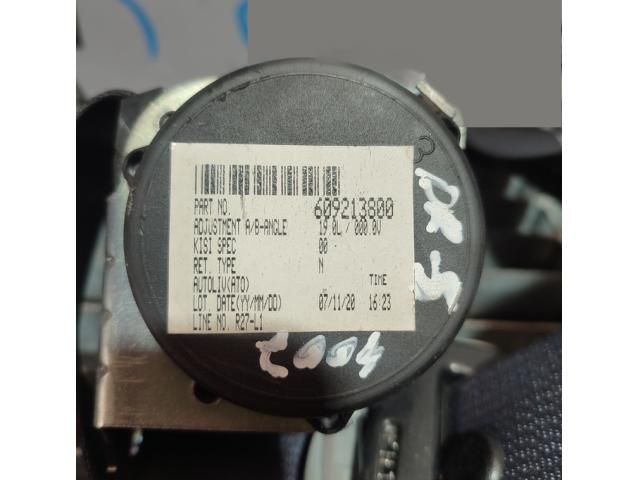 PART NO. 609213800
ADJUSTMENT A/B-ANGLE 19.0L / 000.0V
KISI SPEC 00
RET. TYPE N
AUTOLIV(ATO) TIME
LOT. DATE(YY/MM/DD) 07/11/20 16:23
LINE NO. R27-L1